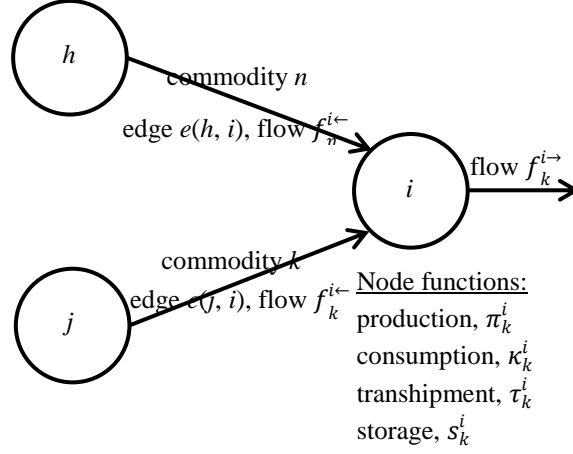 h
commodity n
edge e(h, i), flow f_n^{i←}
i
flow f_k^{i→}
commodity k
edge e(j, i), flow f_k^{i←}
j
Node functions:
production, π_k^i
consumption, κ_k^i
transhipment, τ_k^i
storage, s_k^i